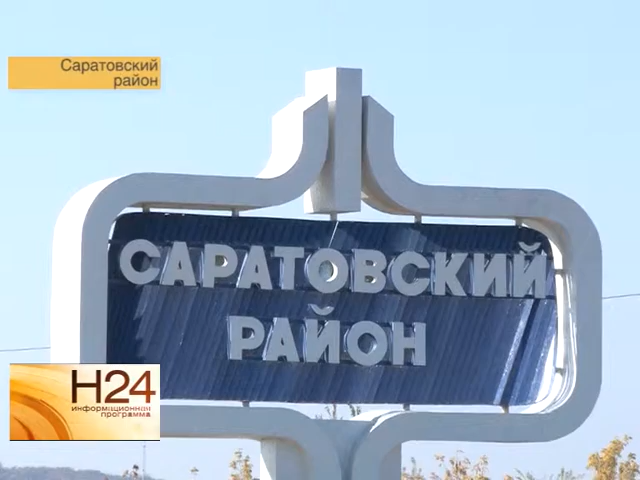 Саратовский
район
САРАТОВСКИЙ
РАЙОН
Н24
информационная
программа